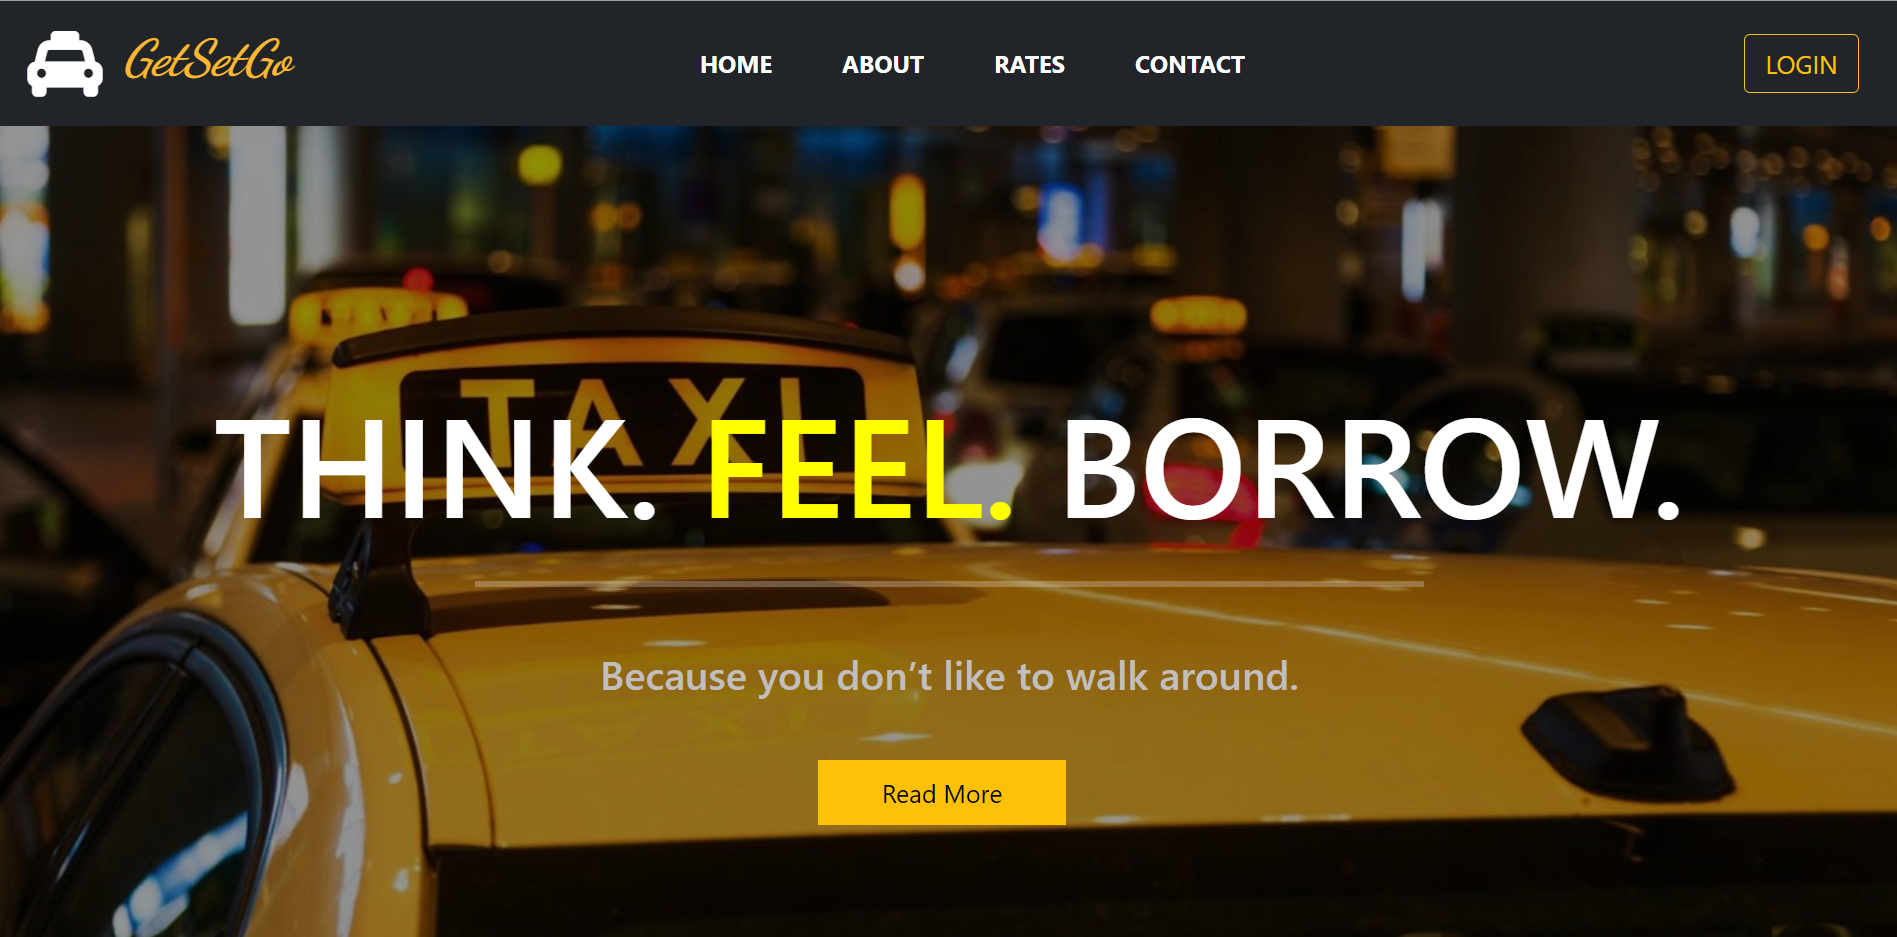 GetSetGo
HOME ABOUT RATES CONTACT
LOGIN
TAXI
THINK. FEEL. BORROW.
Because you don’t like to walk around.
Read More